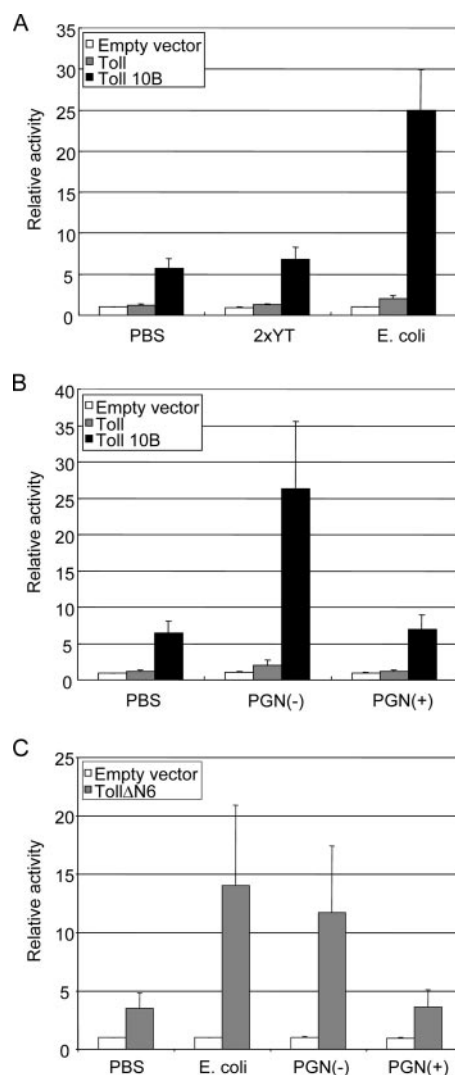 A
Empty vector
Toll
Toll 10B
35
30
25
20
15
10
5
0
Relative activity
PBS 2xYT E. coli
B
Empty vector
Toll
Toll 10B
40
35
30
25
20
15
10
5
0
Relative activity
PBS PGN(-) PGN(+)
C
Empty vector
TollΔN6
25
20
15
10
5
0
Relative activity
PBS E. coli PGN(-) PGN(+)